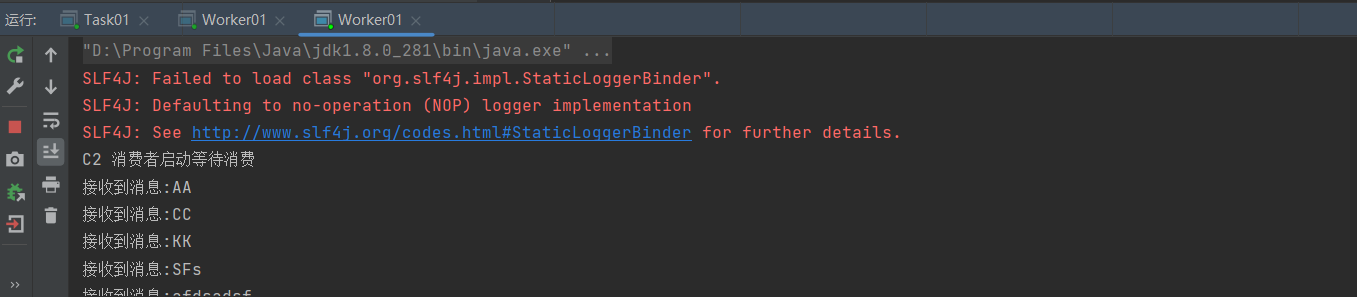 运行: Task01 Worker01 Worker01
"D:\Program Files\Java\jdk1.8.0_281\bin\java.exe" ...
SLF4J: Failed to load class "org.slf4j.impl.StaticLoggerBinder".
SLF4J: Defaulting to no-operation (NOP) logger implementation
SLF4J: See http://www.slf4j.org/codes.html#StaticLoggerBinder for further details.
C2 消费者启动等待消费
接收到消息:AA
接收到消息:CC
接收到消息:KK
接收到消息:SFs